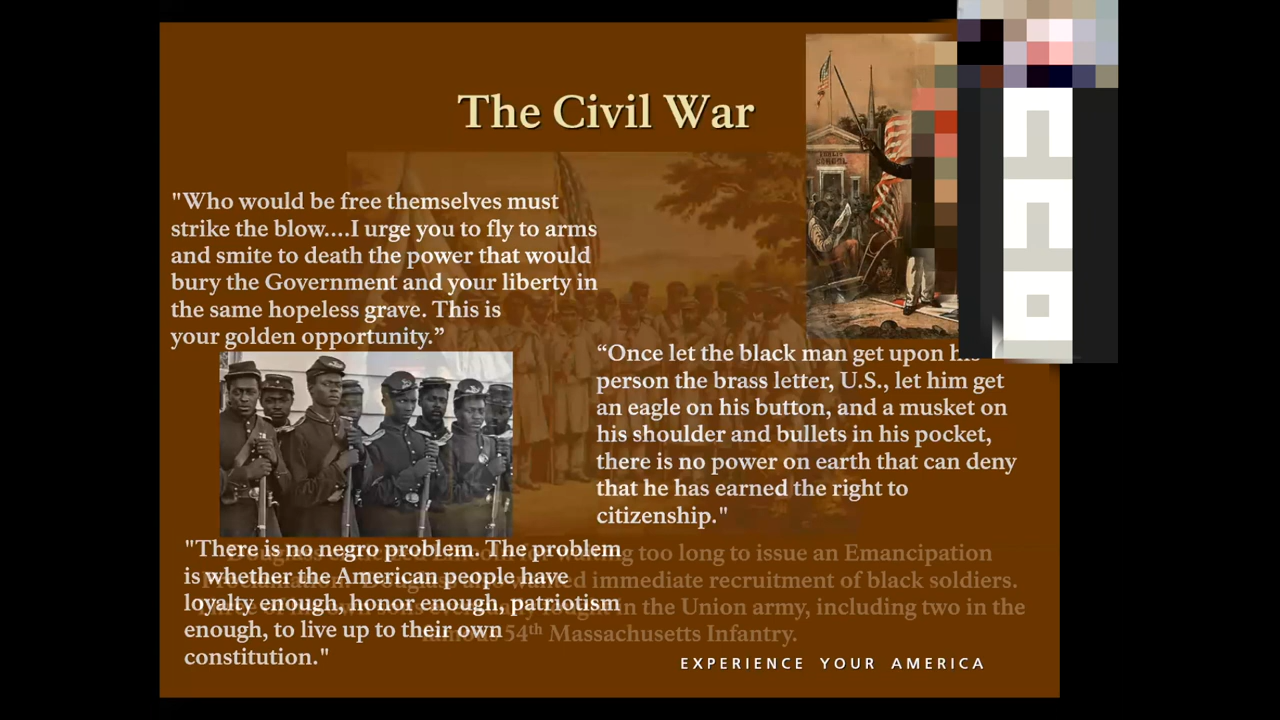 The Civil War
"Who would be free themselves must
strike the blow....I urge you to fly to arms
and smite to death the power that would
bury the Government and your liberty in
the same hopeless grave. This is
your golden opportunity.”
“Once let the black man get upon his
person the brass letter, U.S., let him get
an eagle on his button, and a musket on
his shoulder and bullets in his pocket,
there is no power on earth that can deny
that he has earned the right to
citizenship."
"There is no negro problem. The problem
is whether the American people have
loyalty enough, honor enough, patriotism
enough, to live up to their own
constitution."
too long to issue an Emancipation
immediate recruitment of black soldiers.
in the Union army, including two in the
famous 54th Massachusetts Infantry.
EXPERIENCE YOUR AMERICA